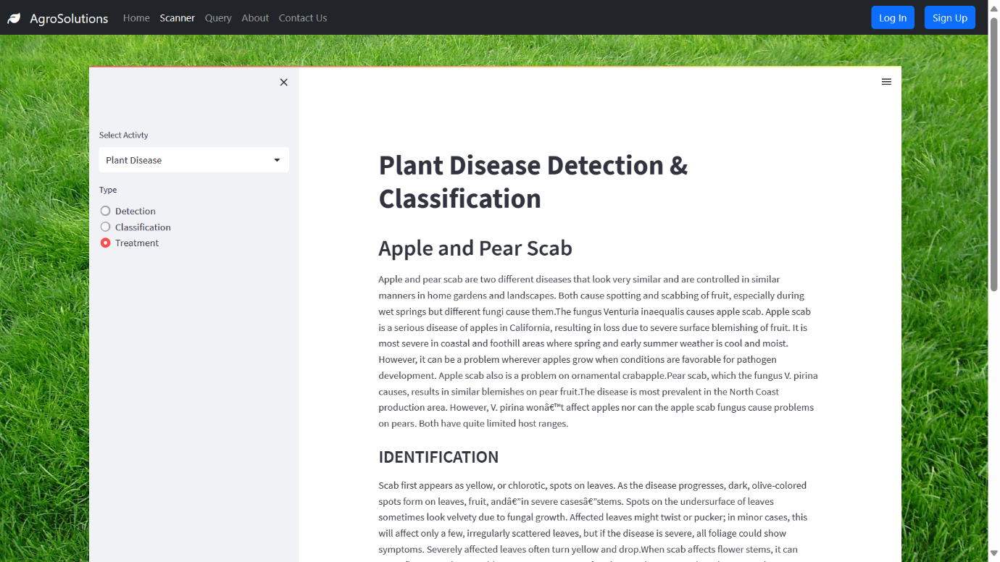 AgroSolutions Home Scanner Query About Contact Us Log In Sign Up
Select Activty
Plant Disease
Type
Detection
Classification
Treatment
Plant Disease Detection &
Classification
Apple and Pear Scab
Apple and pear scab are two different diseases that look very similar and are controlled in similar
manners in home gardens and landscapes. Both cause spotting and scabbing of fruit, especially during
wet springs but different fungi cause them.The fungus Venturia inaequalis causes apple scab. Apple scab
is a serious disease of apples in California, resulting in loss due to severe surface blemishing of fruit. It is
most severe in coastal and foothill areas where spring and early summer weather is cool and moist.
However, it can be a problem wherever apples grow when conditions are favorable for pathogen
development. Apple scab also is a problem on ornamental crabapple.Pear scab, which the fungus V. pirina
causes, results in similar blemishes on pear fruit.The disease is most prevalent in the North Coast
production area. However, V. pirina wonâ€™t affect apples nor can the apple scab fungus cause problems
on pears. Both have quite limited host ranges.
IDENTIFICATION
Scab first appears as yellow, or chlorotic, spots on leaves. As the disease progresses, dark, olive-colored
spots form on leaves, fruit, andâ€”in severe casesâ€”stems. Spots on the undersurface of leaves
sometimes look velvety due to fungal growth. Affected leaves might twist or pucker; in minor cases, this
will affect only a few, irregularly scattered leaves, but if the disease is severe, all foliage could show
symptoms. Severely affected leaves often turn yellow and drop.When scab affects flower stems, it can